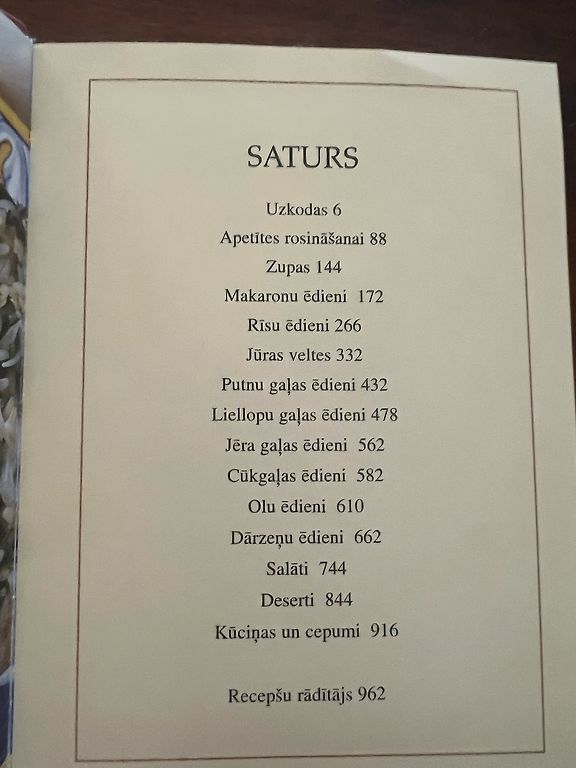 SATURS
Uzkodas 6
Apetītes rosināšanai 88
Zupas 144
Makaronu ēdieni 172
Rīsu ēdieni 266
Jūras veltes 332
Putnu gaļas ēdieni 432
Liellopu gaļas ēdieni 478
Jēra gaļas ēdieni 562
Cūkgaļas ēdieni 582
Olu ēdieni 610
Dārzeņu ēdieni 662
Salāti 744
Deserti 844
Kūciņas un cepumi 916
Recepšu rādītājs 962